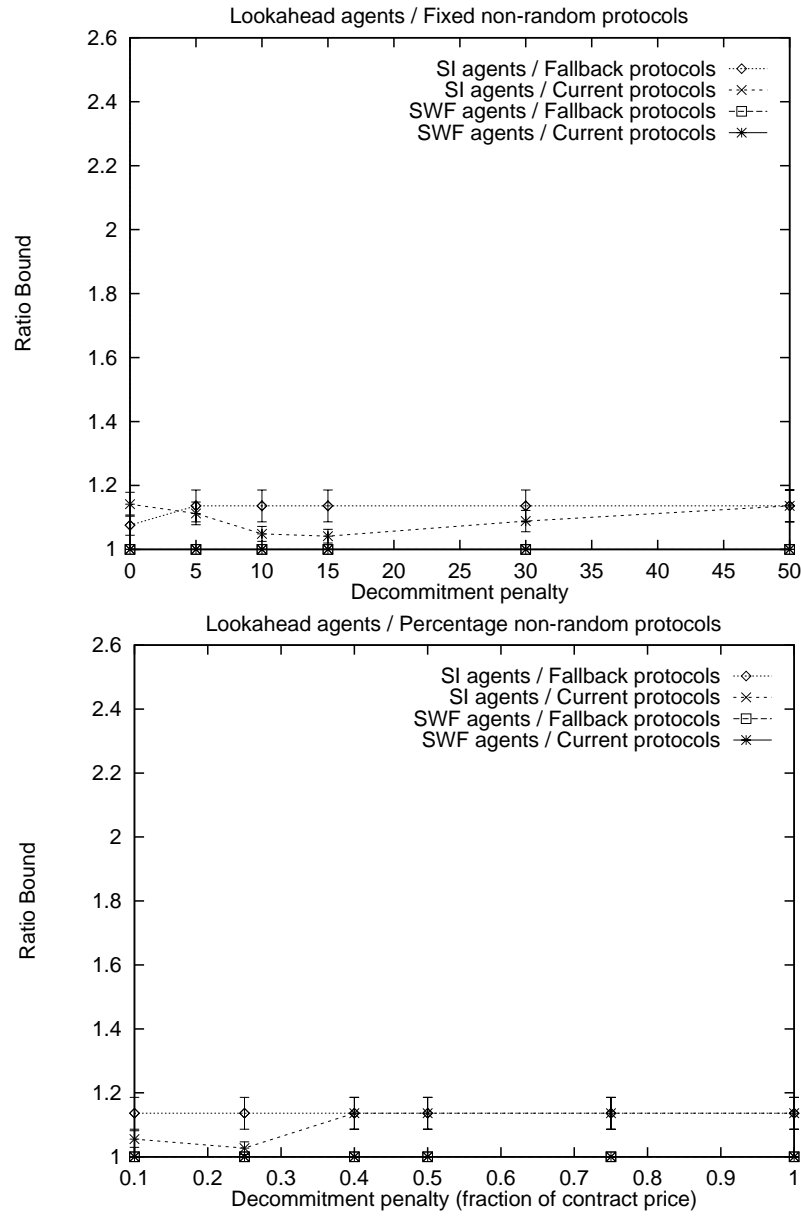 Lookahead agents / Fixed non-random protocols
2.6
SI agents / Fallback protocols
SI agents / Current protocols
2.4
SWF agents / Fallback protocols
SWF agents / Current protocols
2.2
2
Ratio Bound
1.8
1.6
1.4
1.2
1
0 5 10 15 20 25 30 35 40 45 50
Decommitment penalty
Lookahead agents / Percentage non-random protocols
2.6
SI agents / Fallback protocols
SI agents / Current protocols
2.4
SWF agents / Fallback protocols
SWF agents / Current protocols
2.2
2
Ratio Bound
1.8
1.6
1.4
1.2
1
0.1 0.2 0.3 0.4 0.5 0.6 0.7 0.8 0.9 1
Decommitment penalty (fraction of contract price)